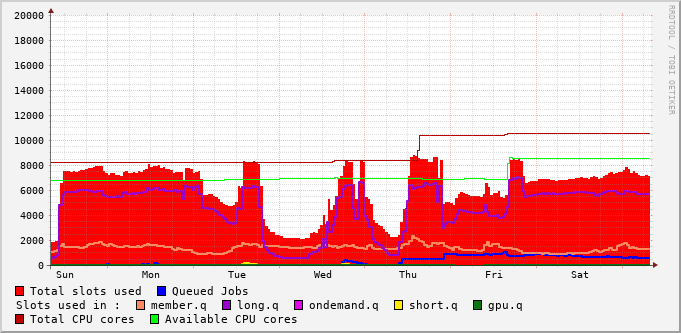 20000
18000
16000
14000
12000
10000
8000
6000
4000
2000
0
Sun Mon Tue Wed Thu Fri Sat
Total slots used Queued Jobs
Slots used in : member.q long.q ondemand.q short.q gpu.q
Total CPU cores Available CPU cores
RRDTOOL / TOBI OETIKER